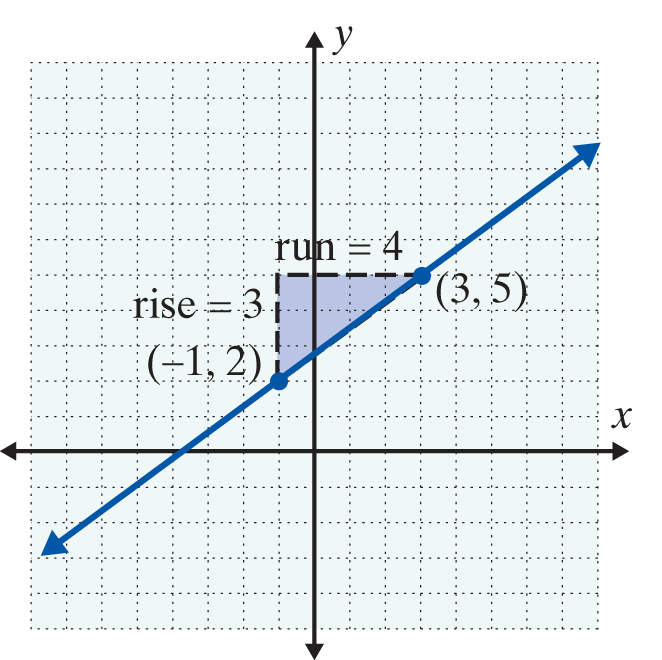 y
run = 4
(3, 5)
rise = 3
(−1, 2)
x